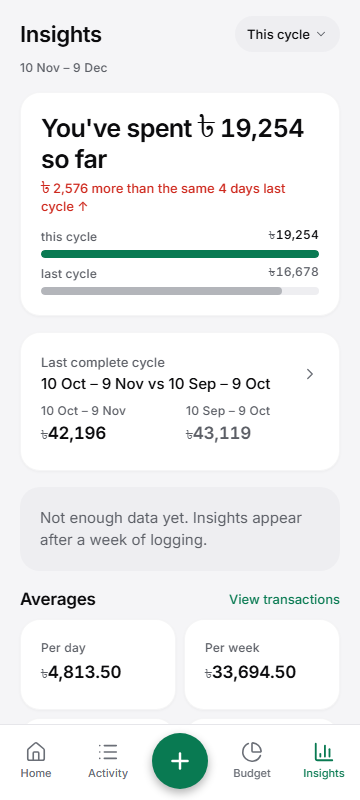 Insights
This cycle
10 Nov – 9 Dec
You've spent ৳ 19,254
so far
৳ 2,576 more than the same 4 days last
cycle ↑
this cycle ৳19,254
last cycle ৳16,678
Last complete cycle
10 Oct – 9 Nov vs 10 Sep – 9 Oct
10 Oct – 9 Nov 10 Sep – 9 Oct
৳42,196 ৳43,119
Not enough data yet. Insights appear
after a week of logging.
Averages View transactions
Per day Per week
৳4,813.50 ৳33,694.50
Home Activity Budget Insights